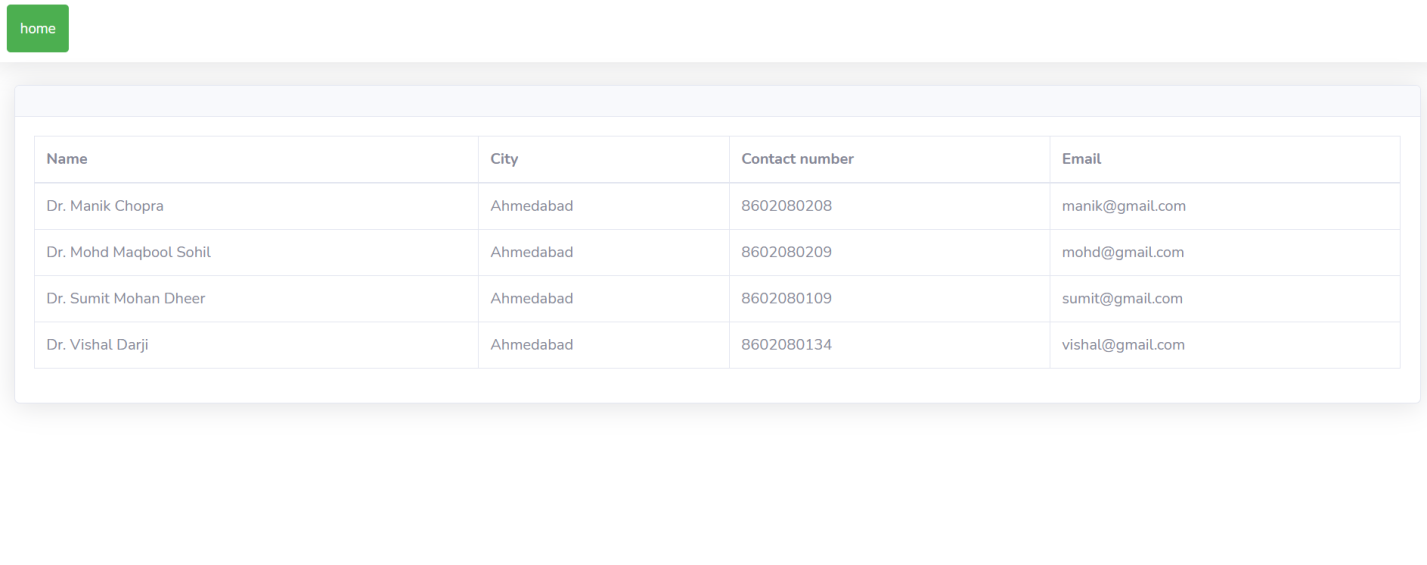 home
Name City Contact number Email
Dr. Manik Chopra Ahmedabad 8602080208 manik@gmail.com
Dr. Mohd Maqbool Sohil Ahmedabad 8602080209 mohd@gmail.com
Dr. Sumit Mohan Dheer Ahmedabad 8602080109 sumit@gmail.com
Dr. Vishal Darji Ahmedabad 8602080134 vishal@gmail.com